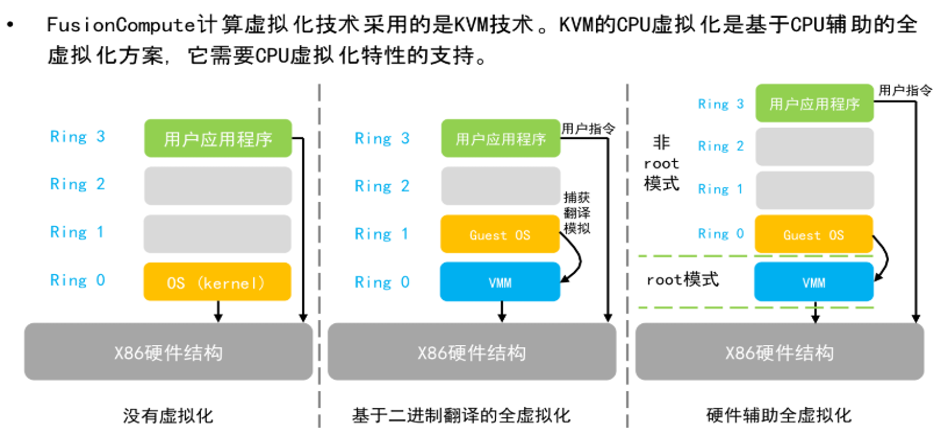 • FusionCompute计算虚拟化技术采用的是KVM技术。KVM的CPU虚拟化是基于CPU辅助的全
虚拟化方案，它需要CPU虚拟化特性的支持。
Ring 3
用户应用程序
Ring 2
Ring 1
Ring 0
OS (kernel)
X86硬件结构
没有虚拟化
Ring 3
用户应用程序
用户指令
Ring 2
捕获
翻译
模拟
Ring 1
Guest OS
Ring 0
VMM
X86硬件结构
基于二进制翻译的全虚拟化
用户指令
Ring 3
用户应用程序
非
root
模式
Ring 2
Ring 1
Ring 0
Guest OS
root模式
VMM
X86硬件结构
硬件辅助全虚拟化